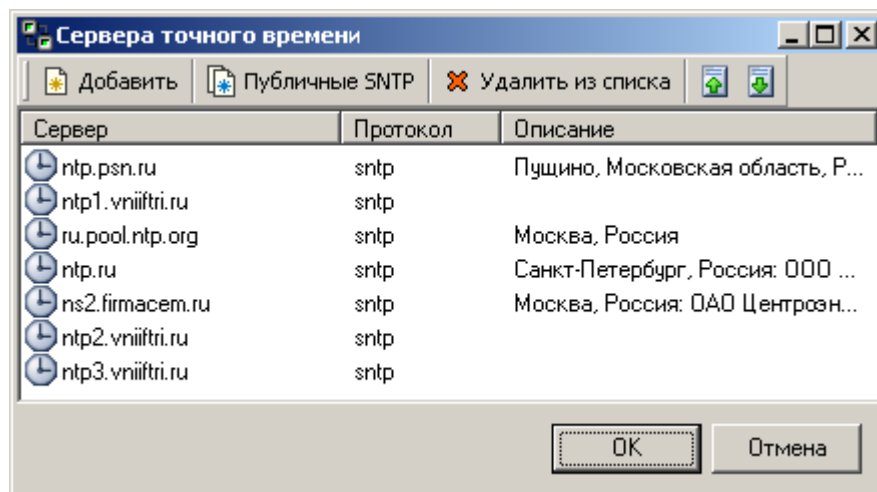 Сервера точного времени
Добавить Публичные SNTP Удалить из списка
Сервер Протокол Описание
ntp.psn.ru sntp Пущино, Московская область, Р...
ntp1.vniiftri.ru sntp
ru.pool.ntp.org sntp Москва, Россия
ntp.ru sntp Санкт-Петербург, Россия: ООО ...
ns2.firmacem.ru sntp Москва, Россия: ОАО Центроэн...
ntp2.vniiftri.ru sntp
ntp3.vniiftri.ru sntp
OK Отмена